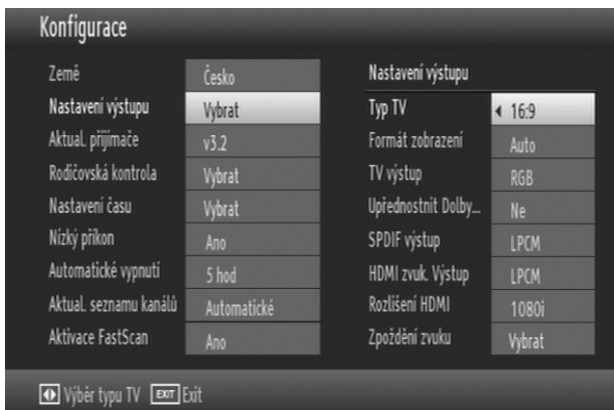 Konfigurace
Země Česko
Nastavení výstupu Vybrat
Aktual. přijímače v3.2
Rodičovská kontrola Vybrat
Nastavení času Vybrat
Nízký příkon Ano
Automatické vypnutí 5 hod
Aktual. seznamu kanálů Automatické
Aktivace FastScan Ano
Nastavení výstupu
Typ TV 16:9
Formát zobrazení Auto
TV výstup RGB
Upřednostnit Dolby... Ne
SPDIF výstup LPCM
HDMI zvuk. Výstup LPCM
Rozlišení HDMI 1080i
Zpoždění zvuku Vybrat
Výběr typu TV EXIT Exit